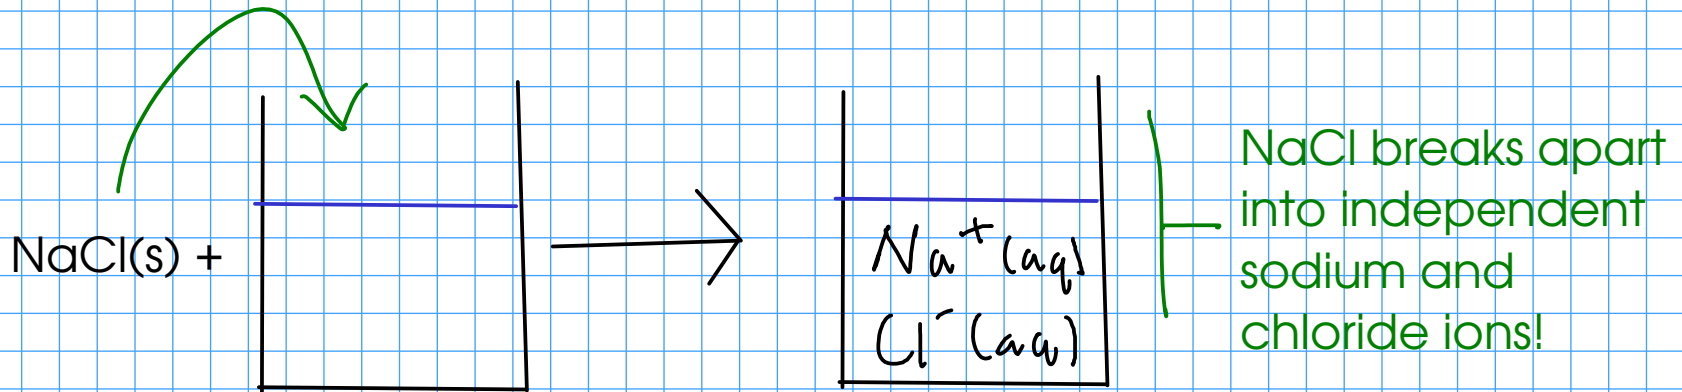 NaCl(s) +
Na⁺(aq)
Cl⁻(aq)
NaCl breaks apart
into independent
sodium and
chloride ions!